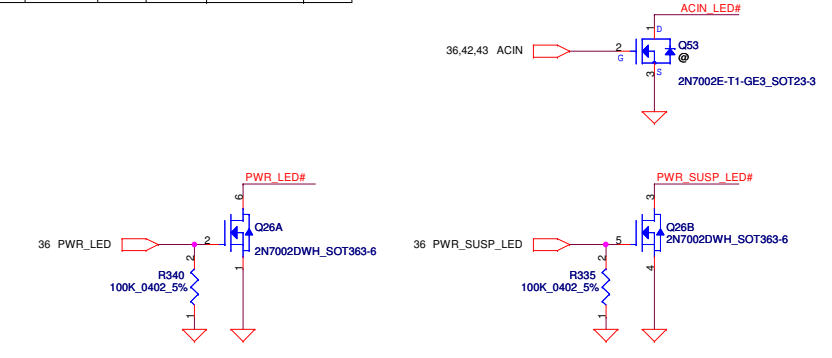 ACIN_LED#
1 D
36,42,43 ACIN
2
G
Q53
@
3 S
2N7002E-T1-GE3_SOT23-3
PWR_LED#
6
36 PWR_LED
2
Q26A
2N7002DWH_SOT363-6
1
2
R340
100K_0402_5%
1
PWR_SUSP_LED#
3
36 PWR_SUSP_LED
5
Q26B
2N7002DWH_SOT363-6
4
2
R335
100K_0402_5%
1